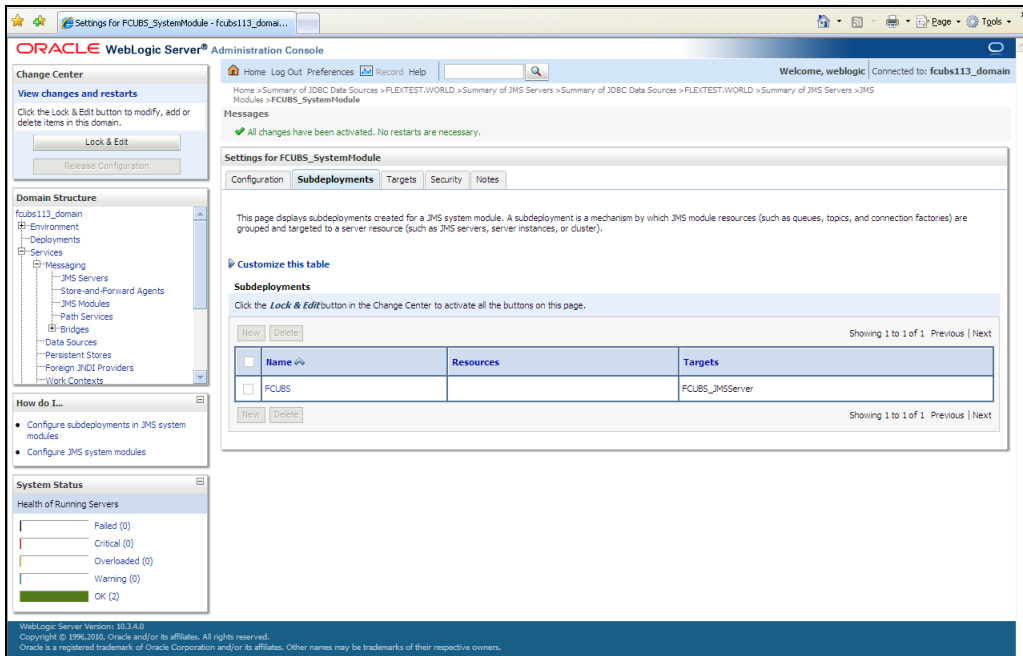 Settings for FCUBS_SystemModule - fcubs113_domai...
Page
Tools
ORACLE WebLogic Server® Administration Console
Change Center
View changes and restarts
Click the Lock & Edit button to modify, add or
delete items in this domain.
Lock & Edit
Release Configuration
Domain Structure
fcubs113_domain
Environment
Deployments
Services
Messaging
JMS Servers
Store-and-Forward Agents
JMS Modules
Path Services
Bridges
Data Sources
Persistent Stores
Foreign JNDI Providers
Work Contexts
How do I...
Configure subdeployments in JMS system
modules
Configure JMS system modules
System Status
Health of Running Servers
Failed (0)
Critical (0)
Overloaded (0)
Warning (0)
OK (2)
Home Log Out Preferences Record Help
Welcome, weblogic Connected to: fcubs113_domain
Home >Summary of JDBC Data Sources >FLEXTEST.WORLD >Summary of JMS Servers >Summary of JDBC Data Sources >FLEXTEST.WORLD >Summary of JMS Servers >JMS
Modules >FCUBS_SystemModule
Messages
All changes have been activated. No restarts are necessary.
Settings for FCUBS_SystemModule
Configuration Subdeployments Targets Security Notes
This page displays subdeployments created for a JMS system module. A subdeployment is a mechanism by which JMS module resources (such as queues, topics, and connection factories) are
grouped and targeted to a server resource (such as JMS servers, server instances, or cluster).
Customize this table
Subdeployments
Click the Lock & Edit button in the Change Center to activate all the buttons on this page.
New Delete Showing 1 to 1 of 1 Previous | Next
Name Resources Targets
FCUBS FCUBS_JMSServer
New Delete Showing 1 to 1 of 1 Previous | Next
WebLogic Server Version: 10.3.4.0
Copyright © 1996,2010, Oracle and/or its affiliates. All rights reserved.
Oracle is a registered trademark of Oracle Corporation and/or its affiliates. Other names may be trademarks of their respective owners.